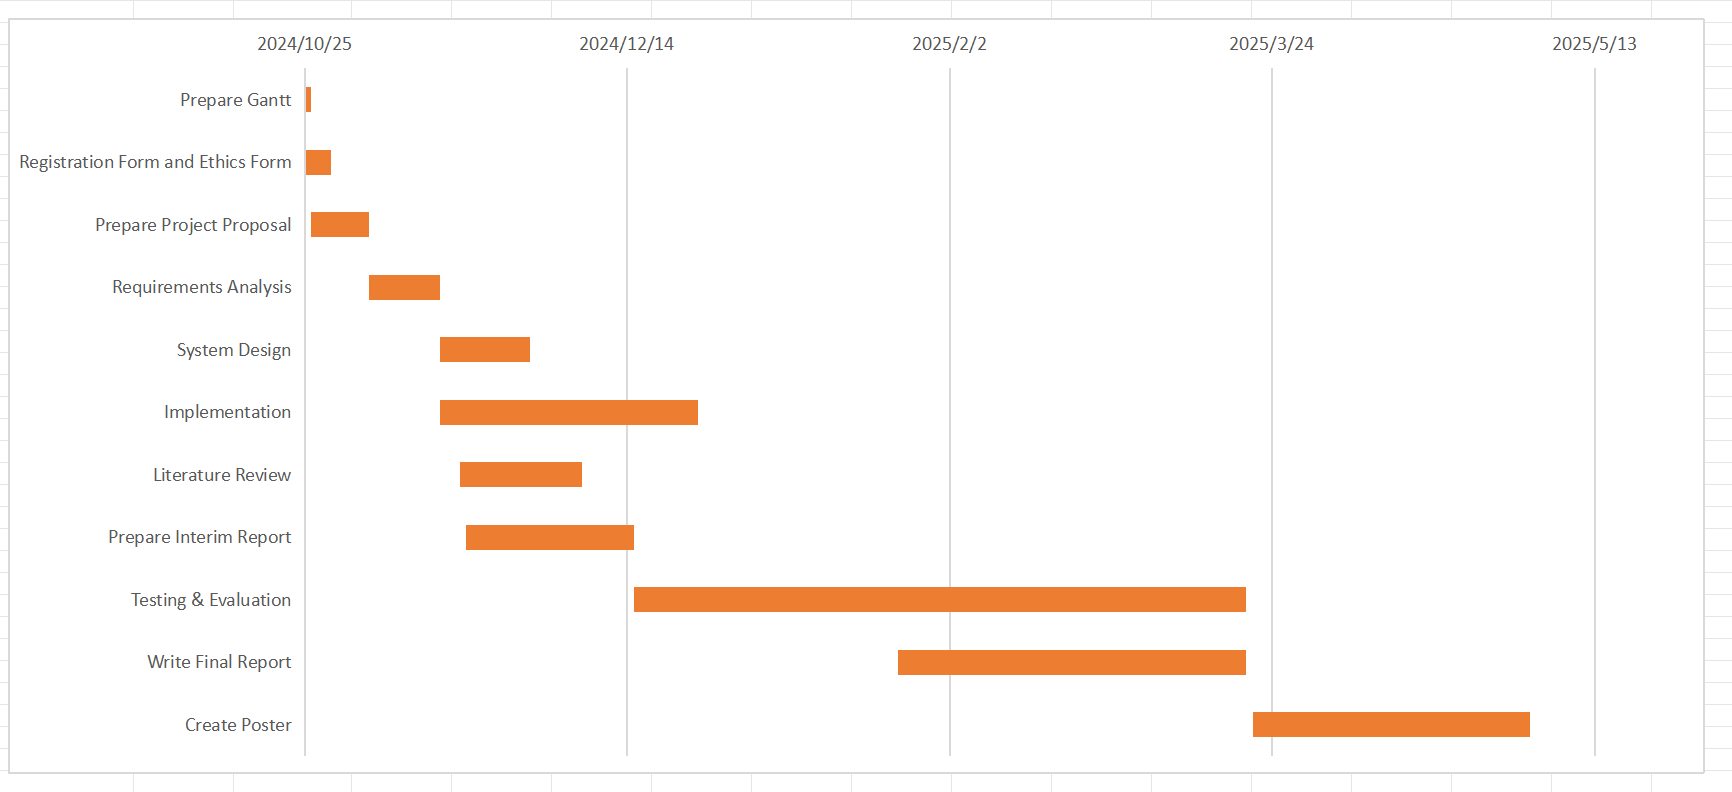 2024/10/25 2024/12/14 2025/2/2 2025/3/24 2025/5/13
Prepare Gantt
Registration Form and Ethics Form
Prepare Project Proposal
Requirements Analysis
System Design
Implementation
Literature Review
Prepare Interim Report
Testing & Evaluation
Write Final Report
Create Poster